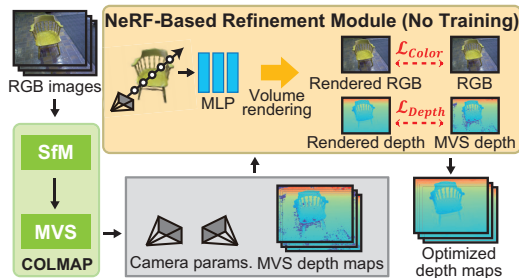 NeRF-Based Refinement Module (No Training)
RGB images
MLP
Volume
rendering
Rendered RGB
ℒColor
RGB
Rendered depth
ℒDepth
MVS depth
SfM
MVS
COLMAP
Camera params.
MVS depth maps
Optimized
depth maps